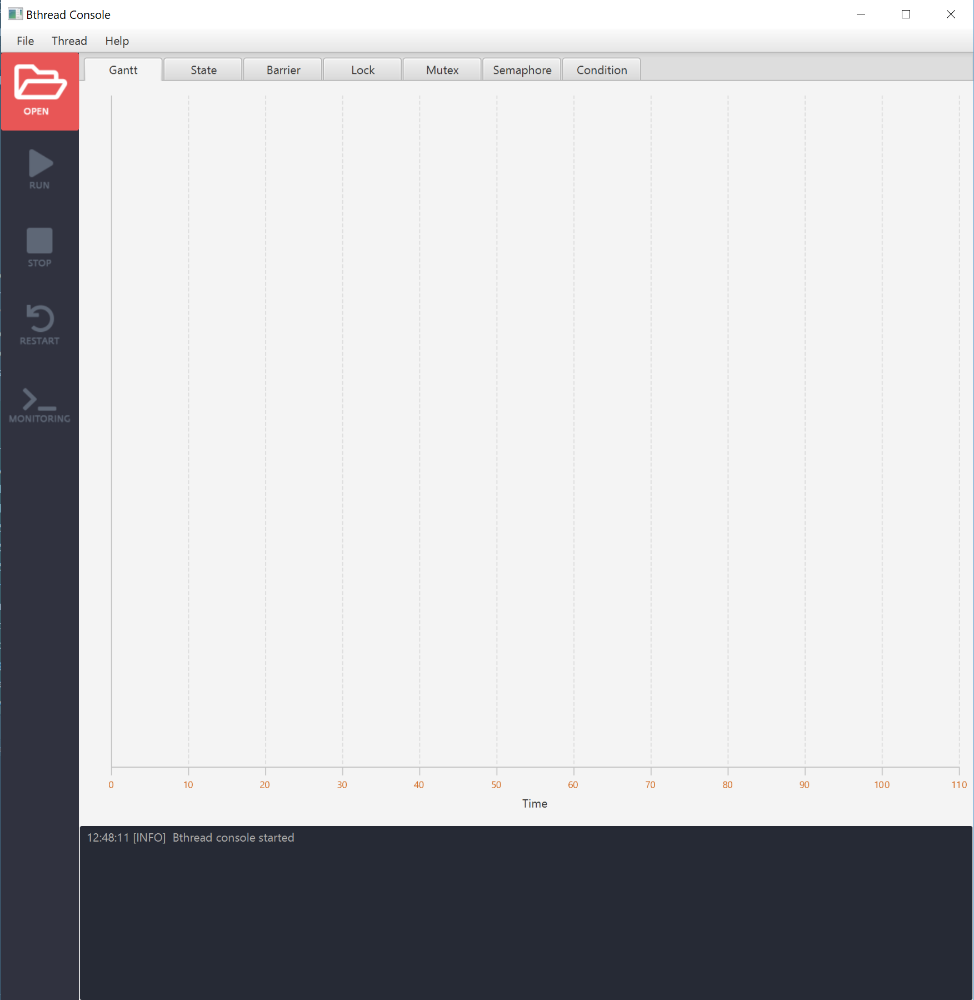 Bthread Console
File Thread Help
OPEN
RUN
STOP
RESTART
MONITORING
Gantt State Barrier Lock Mutex Semaphore Condition
0 10 20 30 40 50 60 70 80 90 100 110
Time
12:48:11 [INFO] Bthread console started